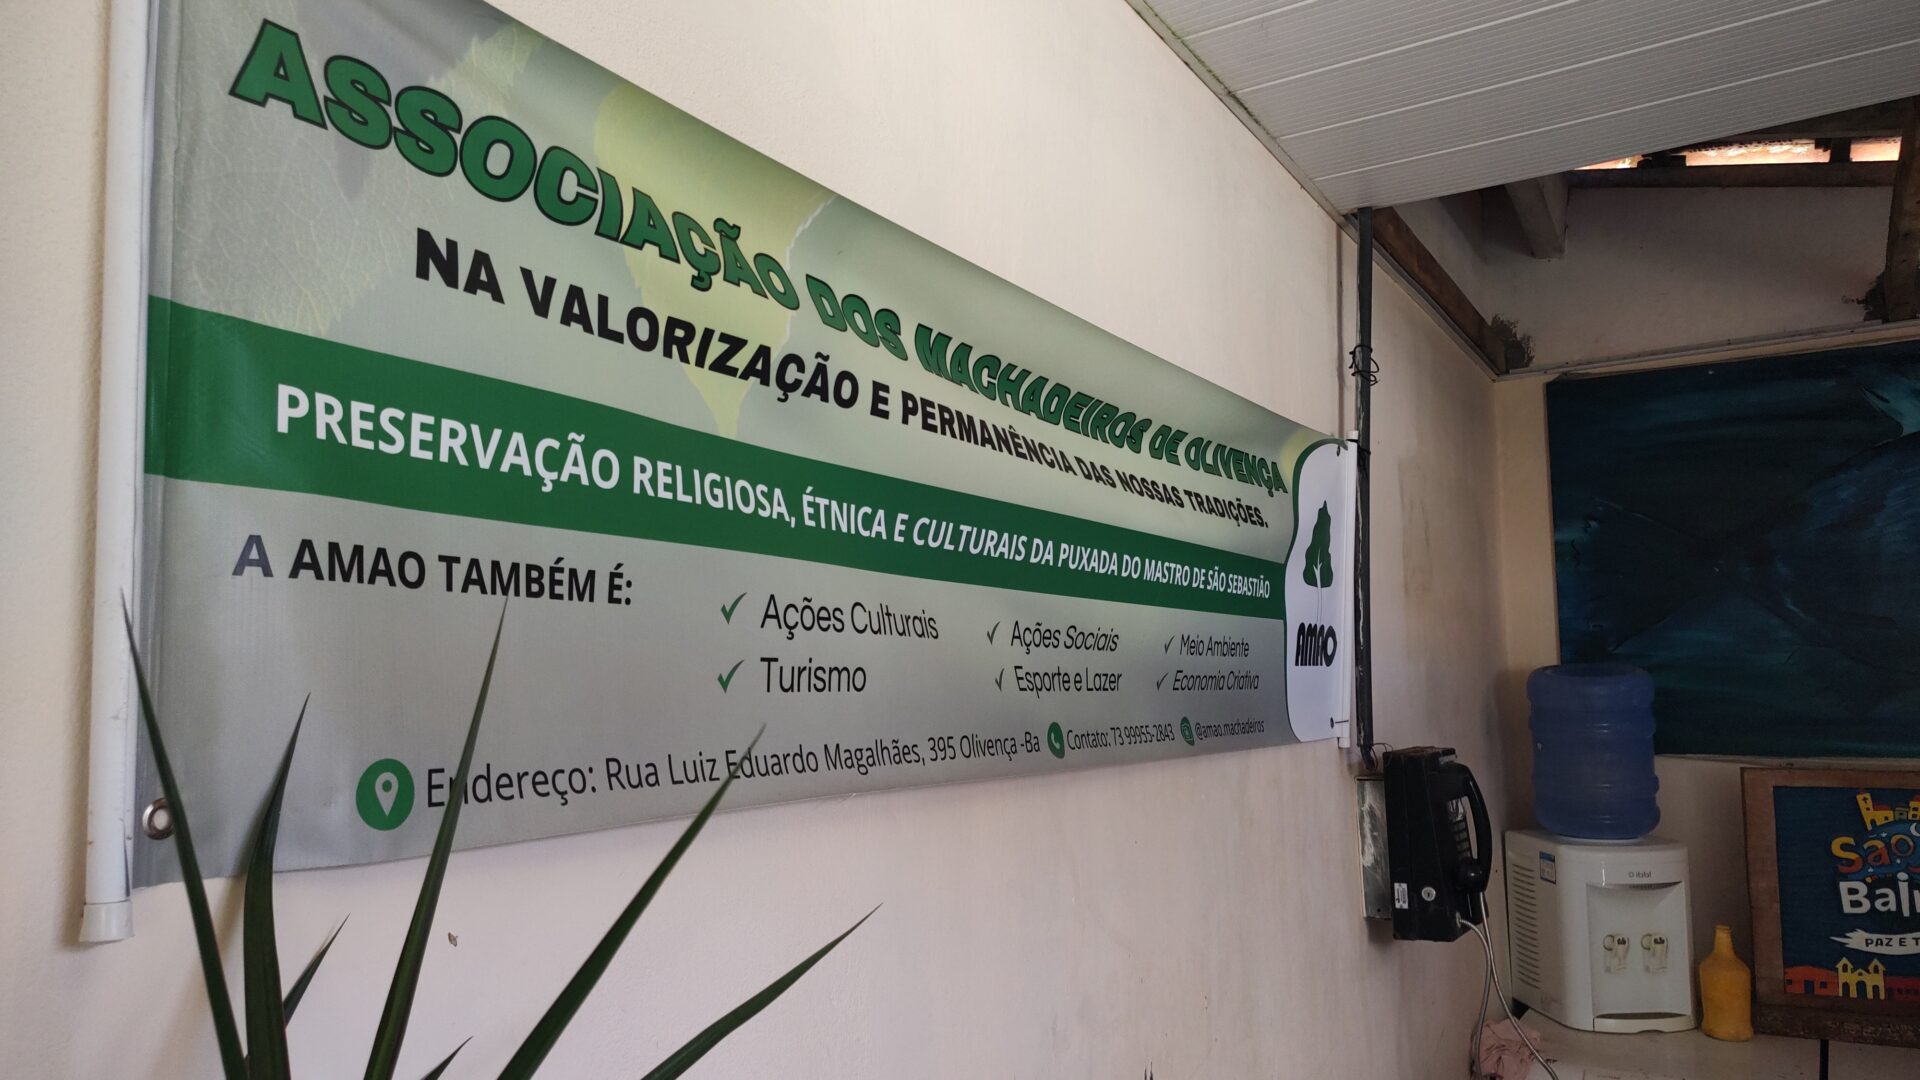 ASSOCIAÇÃO DOS MACHADEIROS DE OLIVENÇA
NA VALORIZAÇÃO E PERMANÊNCIA DAS NOSSAS TRADIÇÕES.
PRESERVAÇÃO RELIGIOSA, ÉTNICA E CULTURAIS DA PUXADA DO MASTRO DE SÃO SEBASTIÃO
A AMAO TAMBÉM É:
✓ Ações Culturais
✓ Ações Sociais
✓ Meio Ambiente
✓ Turismo
✓ Esporte e Lazer
✓ Economia Criativa
Endereço: Rua Luiz Eduardo Magalhães, 395 Olivença -Ba
Contato: 73 99955-2843
@amao.machadeiros
AMAO
São
PAZ E